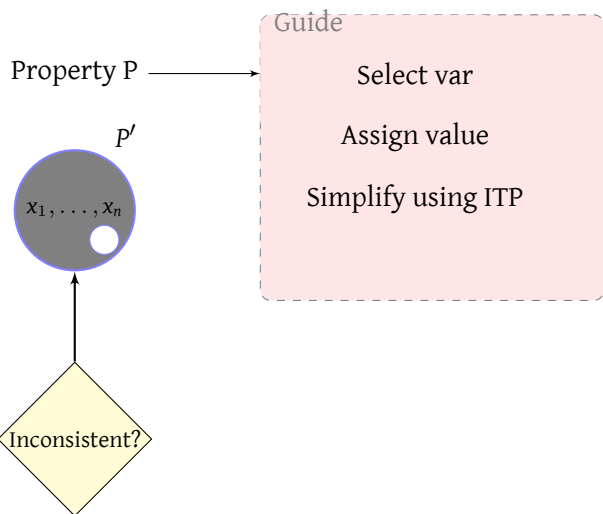 Guide
Property P
Select var
Assign value
Simplify using ITP
P′
x₁, . . . , xₙ
Inconsistent?